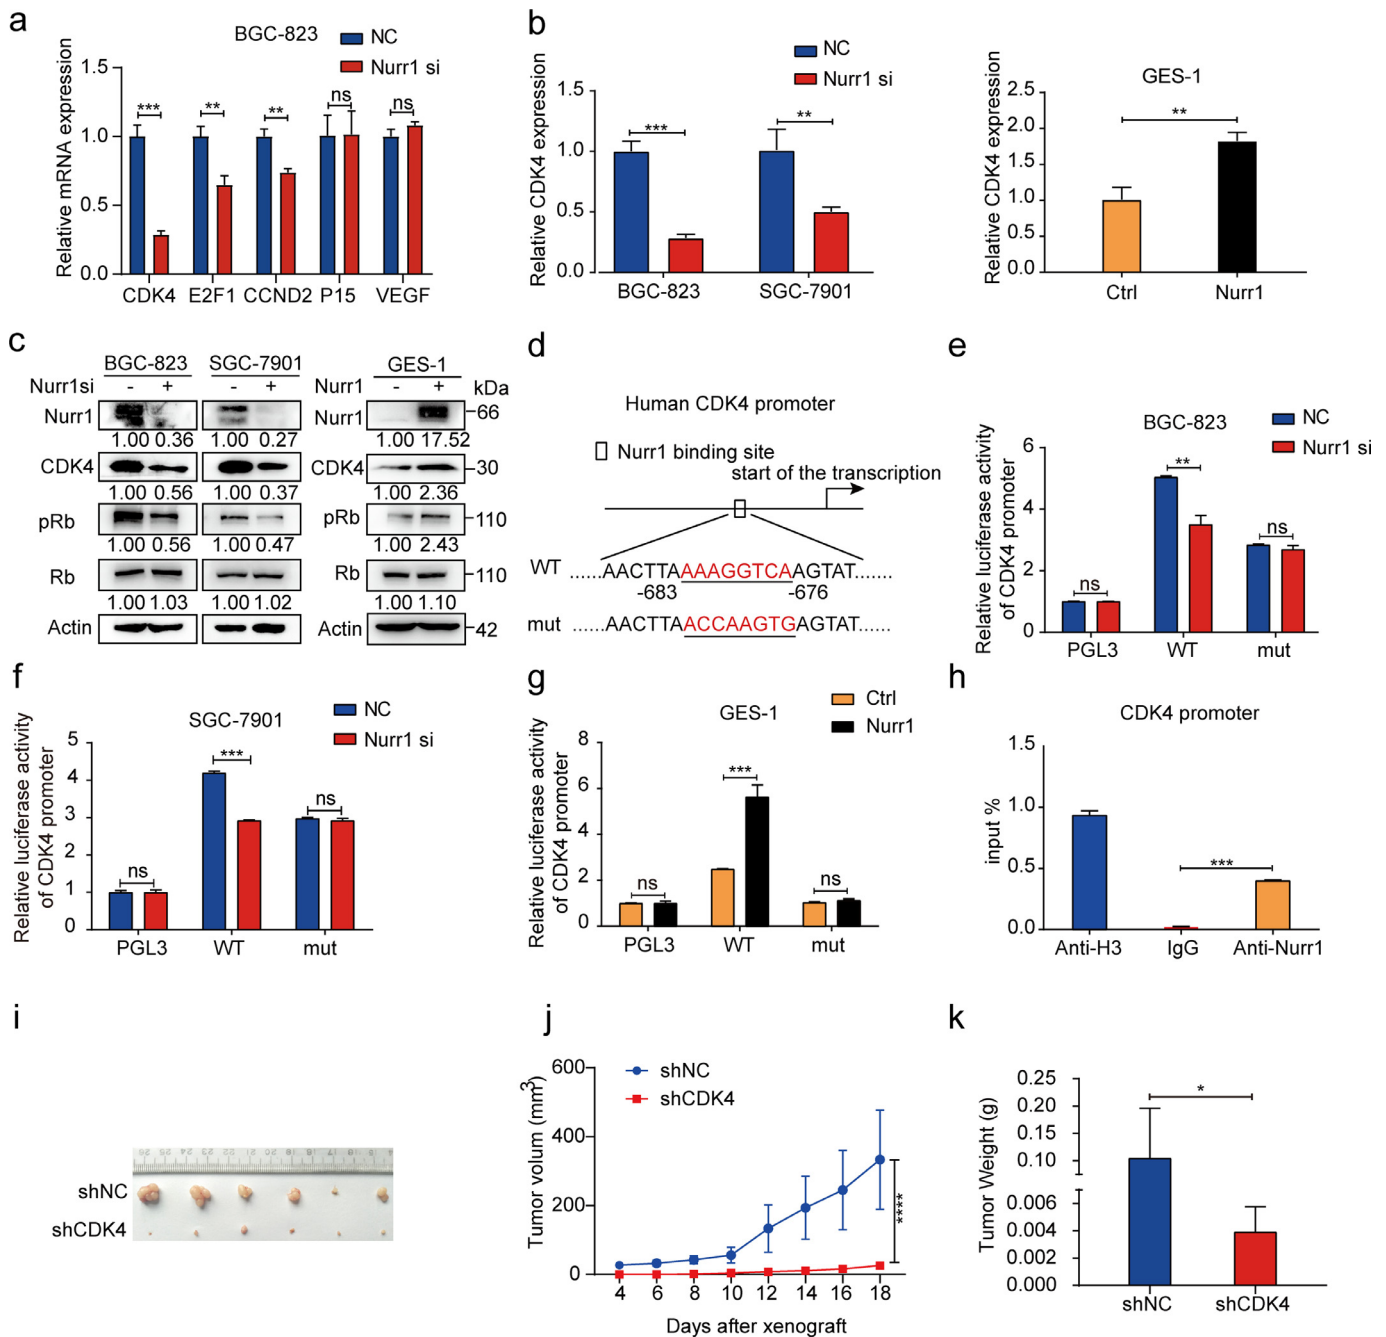 a
BGC-823
NC
Nurr1 si
Relative mRNA expression
1.5
1.0
0.5
0.0
***
**
**
ns
ns
CDK4 E2F1 CCND2 P15 VEGF
b
NC
Nurr1 si
Relative CDK4 expression
1.5
1.0
0.5
0.0
***
**
BGC-823 SGC-7901
GES-1
Relative CDK4 expression
2.5
2.0
1.5
1.0
0.5
0.0
**
Ctrl Nurr1
c
BGC-823 SGC-7901 GES-1
Nurr1si - + - + Nurr1 - + kDa
Nurr1 Nurr1 66
1.00 0.36 1.00 0.27 1.00 17.52
CDK4 CDK4 30
1.00 0.56 1.00 0.37 1.00 2.36
pRb pRb 110
1.00 0.56 1.00 0.47 1.00 2.43
Rb Rb 110
1.00 1.03 1.00 1.02 1.00 1.10
Actin Actin 42
d
Human CDK4 promoter
Nurr1 binding site
start of the transcription
WT ......AACTTAAAAGGTCAAGTAT.......
-683 -676
mut ......AACTTAACCAAGTGAGTAT......
e
NC
Nurr1 si
BGC-823
Relative luciferase activity
of CDK4 promoter
6
4
2
0
ns
**
ns
PGL3 WT mut
f
SGC-7901
NC
Nurr1 si
Relative luciferase activity
of CDK4 promoter
5
4
3
2
1
0
ns
***
ns
PGL3 WT mut
g
GES-1
Ctrl
Nurr1
Relative luciferase activity
of CDK4 promoter
8
6
4
2
0
ns
***
ns
PGL3 WT mut
h
CDK4 promoter
input %
1.5
1.0
0.5
0.0
***
Anti-H3 IgG Anti-Nurr1
i
shNC
shCDK4
j
shNC
shCDK4
Tumor volum (mm3)
600
400
200
0
****
4 6 8 10 12 14 16 18
Days after xenograft
k
Tumor Weight (g)
0.25
0.20
0.15
0.10
0.05
0.006
0.004
0.002
0.000
*
shNC shCDK4